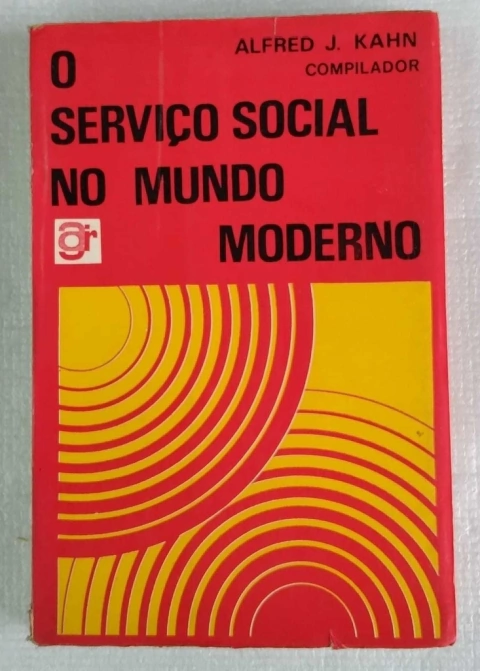 ALFRED J. KAHN
COMPILADOR
O
SERVIÇO SOCIAL
NO MUNDO
MODERNO
agir